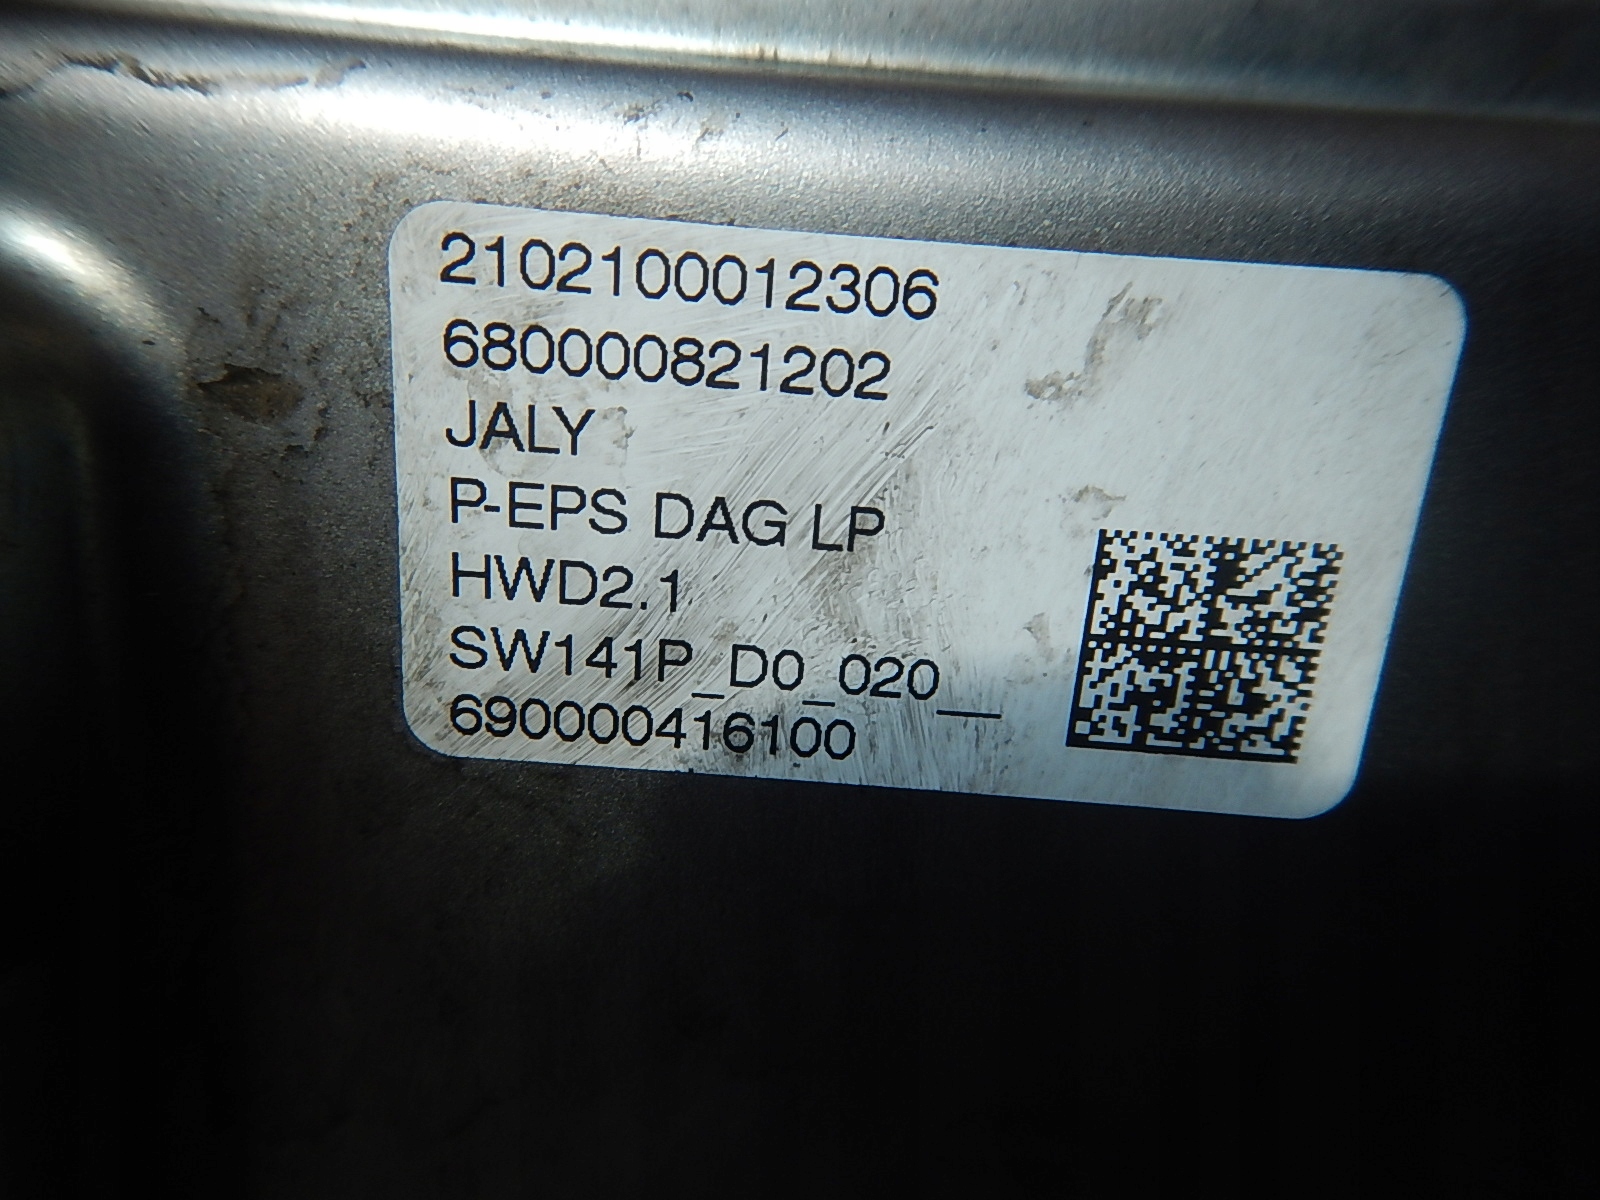 2102100012306
680000821202
JALY
P-EPS DAG LP
HWD2.1
SW141P_D0_020__
690000416100